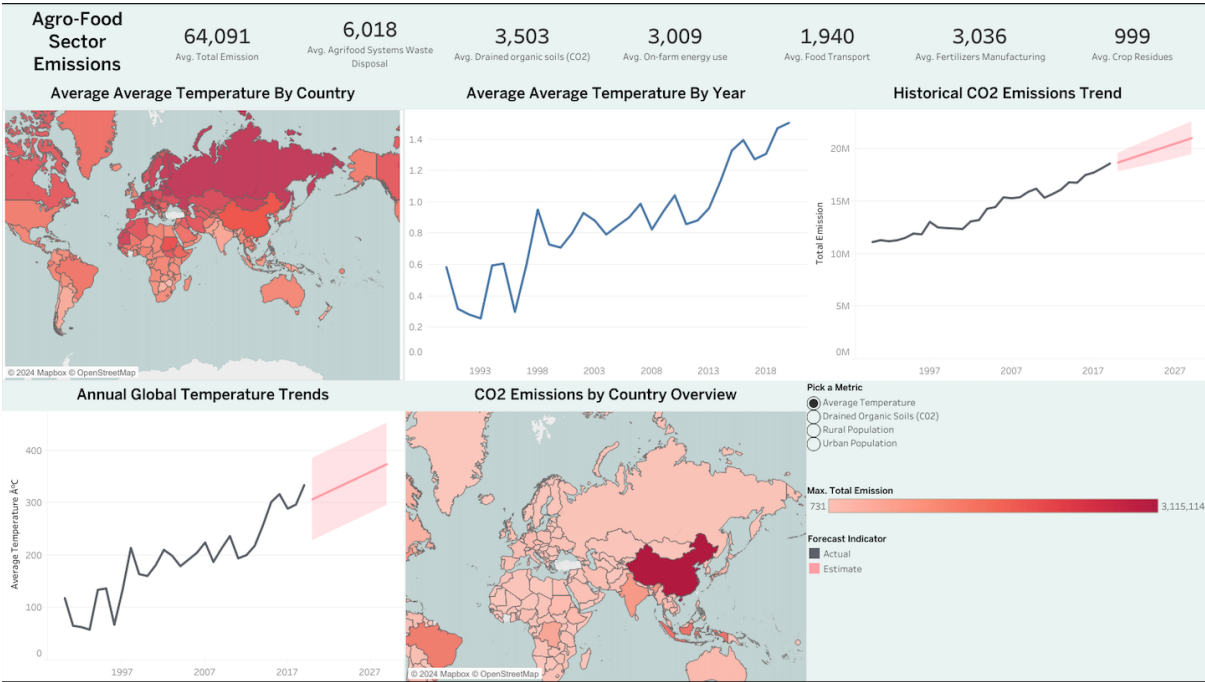 Agro-Food
Sector
Emissions
64,091
Avg. Total Emission
6,018
Avg. Agrifood Systems Waste
Disposal
3,503
Avg. Drained organic soils (CO2)
3,009
Avg. On-farm energy use
1,940
Avg. Food Transport
3,036
Avg. Fertilizers Manufacturing
999
Avg. Crop Residues
Average Average Temperature By Country
© 2024 Mapbox © OpenStreetMap
Average Average Temperature By Year
1.4
1.2
1.0
0.8
0.6
0.4
0.2
0.0
1993
1998
2003
2008
2013
2018
Historical CO2 Emissions Trend
Total Emission
20M
15M
10M
5M
0M
1997
2007
2017
2027
Annual Global Temperature Trends
Average Temperature °C
400
300
200
100
0
1997
2007
2017
2027
CO2 Emissions by Country Overview
© 2024 Mapbox © OpenStreetMap
Pick a Metric
Average Temperature
Drained Organic Soils (C02)
Rural Population
Urban Population
Max. Total Emission
731
3,115,114
Forecast Indicator
Actual
Estimate